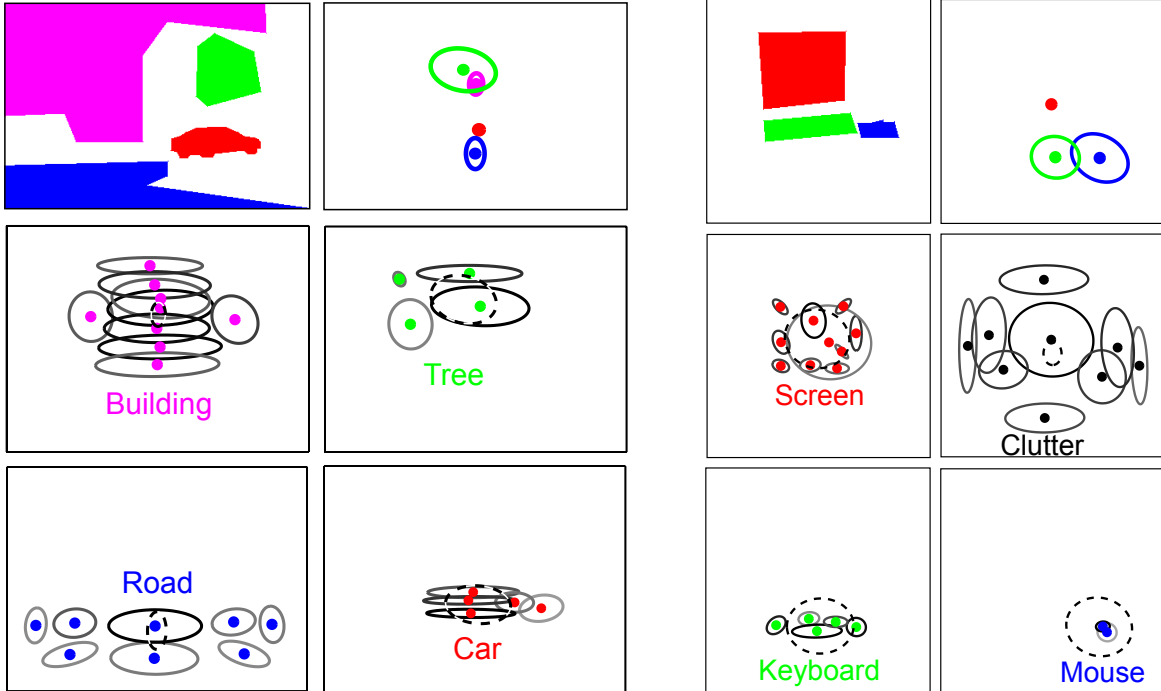 Building
Tree
Screen
Clutter
Road
Car
Keyboard
Mouse